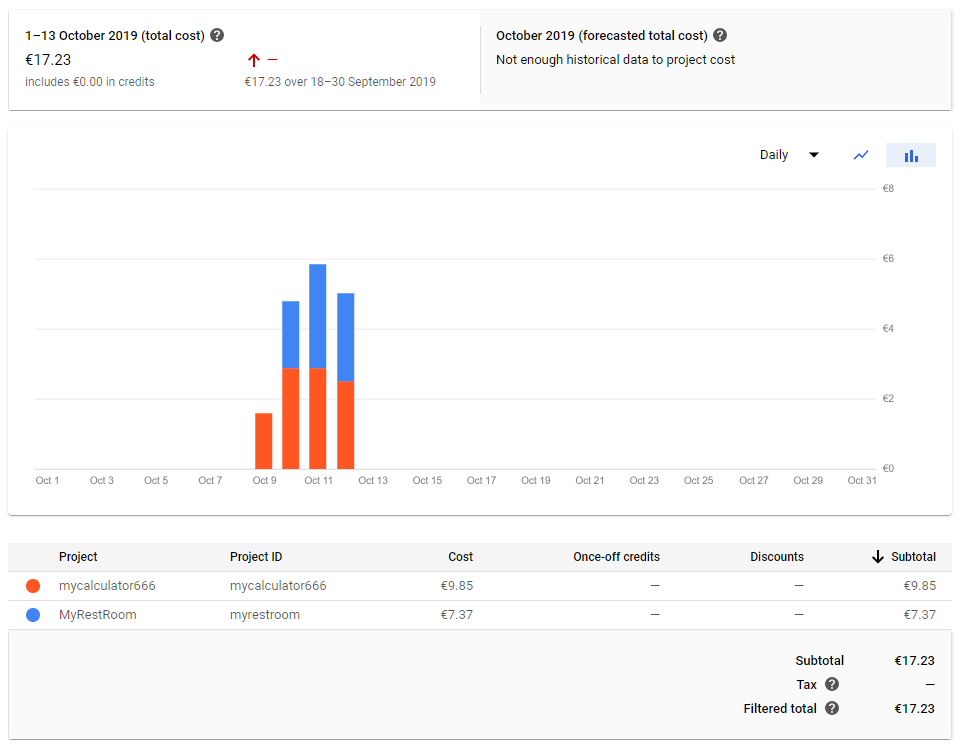 1–13 October 2019 (total cost)
€17.23
includes €0.00 in credits
—
€17.23 over 18–30 September 2019
October 2019 (forecasted total cost)
Not enough historical data to project cost
Daily
€8
€6
€4
€2
€0
Oct 1 Oct 3 Oct 5 Oct 7 Oct 9 Oct 11 Oct 13 Oct 15 Oct 17 Oct 19 Oct 21 Oct 23 Oct 25 Oct 27 Oct 29 Oct 31
Project Project ID Cost Once-off credits Discounts Subtotal
mycalculator666 mycalculator666 €9.85 — — €9.85
MyRestRoom myrestroom €7.37 — — €7.37
Subtotal €17.23
Tax —
Filtered total €17.23